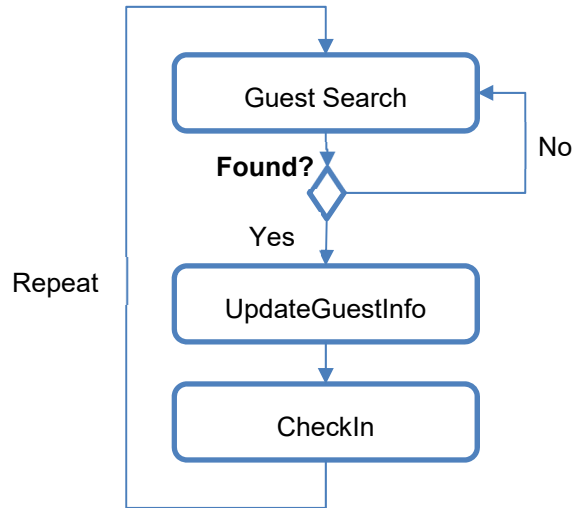 Guest Search
Found?
No
Yes
Repeat
UpdateGuestInfo
CheckIn